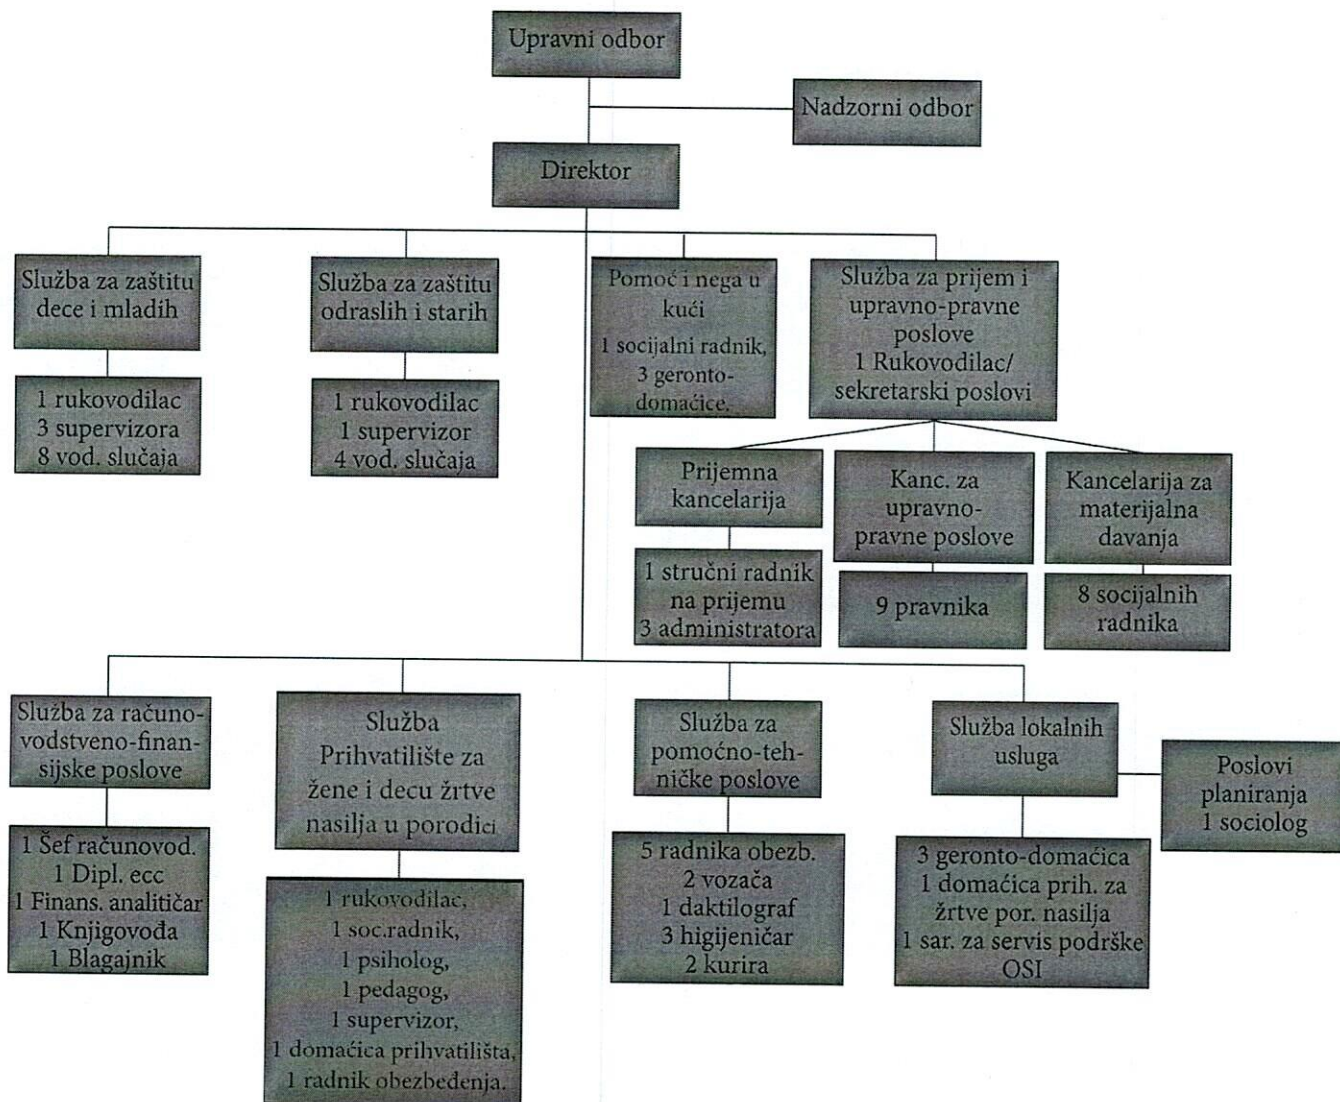 Upravni odbor
Nadzorni odbor
Direktor
Služba za zaštitu
dece i mladih
1 rukovodilac
3 supervizora
8 vod. slučaja
Služba za zaštitu
odraslih i starih
1 rukovodilac
1 supervizor
4 vod. slučaja
Pomoć i nega u
kući
1 socijalni radnik,
3 geronto-
domaćice.
Služba za prijem i
upravno-pravne
poslove
1 Rukovodilac/
sekretarski poslovi
Prijemna
kancelarija
1 stručni radnik
na prijemu
3 administratora
Kanc. za
upravno-
pravne poslove
9 pravnika
Kancelarija za
materijalna
davanja
8 socijalnih
radnika
Služba za računo-
vodstveno-finan-
sijske poslove
1 Šef računovod.
1 Dipl. ecc
1 Finans. analitičar
1 Knjigovođa
1 Blagajnik
Služba
Prihvatilište za
žene i decu žrtve
nasilja u porodici
1 rukovodilac,
1 soc.radnik,
1 psiholog,
1 pedagog,
1 supervizor,
1 domaćica prihvatilišta,
1 radnik obezbeđenja.
Služba za
pomoćno-teh-
ničke poslove
5 radnika obezb.
2 vozača
1 daktilograf
3 higijeničar
2 kurira
Služba lokalnih
usluga
3 geronto-domaćica
1 domaćica prih. za
žrtve por. nasilja
1 sar. za servis podrške
OSI
Poslovi
planiranja
1 sociolog